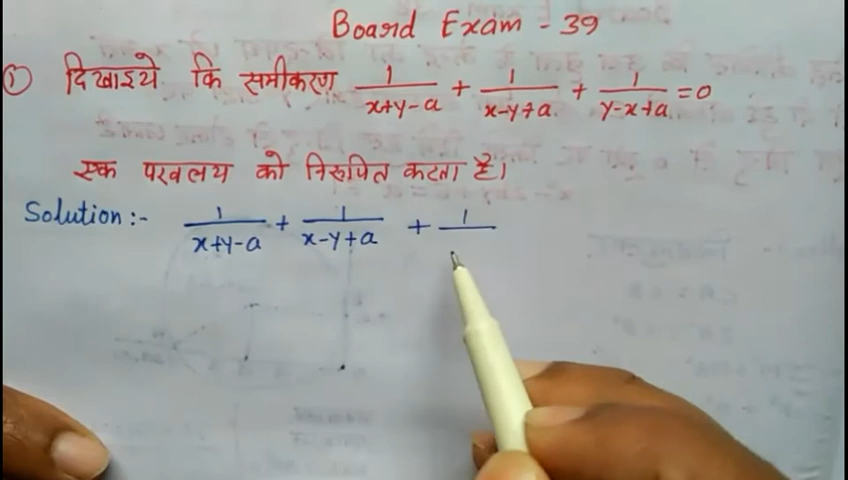 Board Exam - 39
① दिखाइये कि समीकरण 1/(x+y-a) + 1/(x-y+a) + 1/(y-x+a) = 0
एक परवलय को निरूपित करता है।
Solution :- 1/(x+y-a) + 1/(x-y+a) + 1/